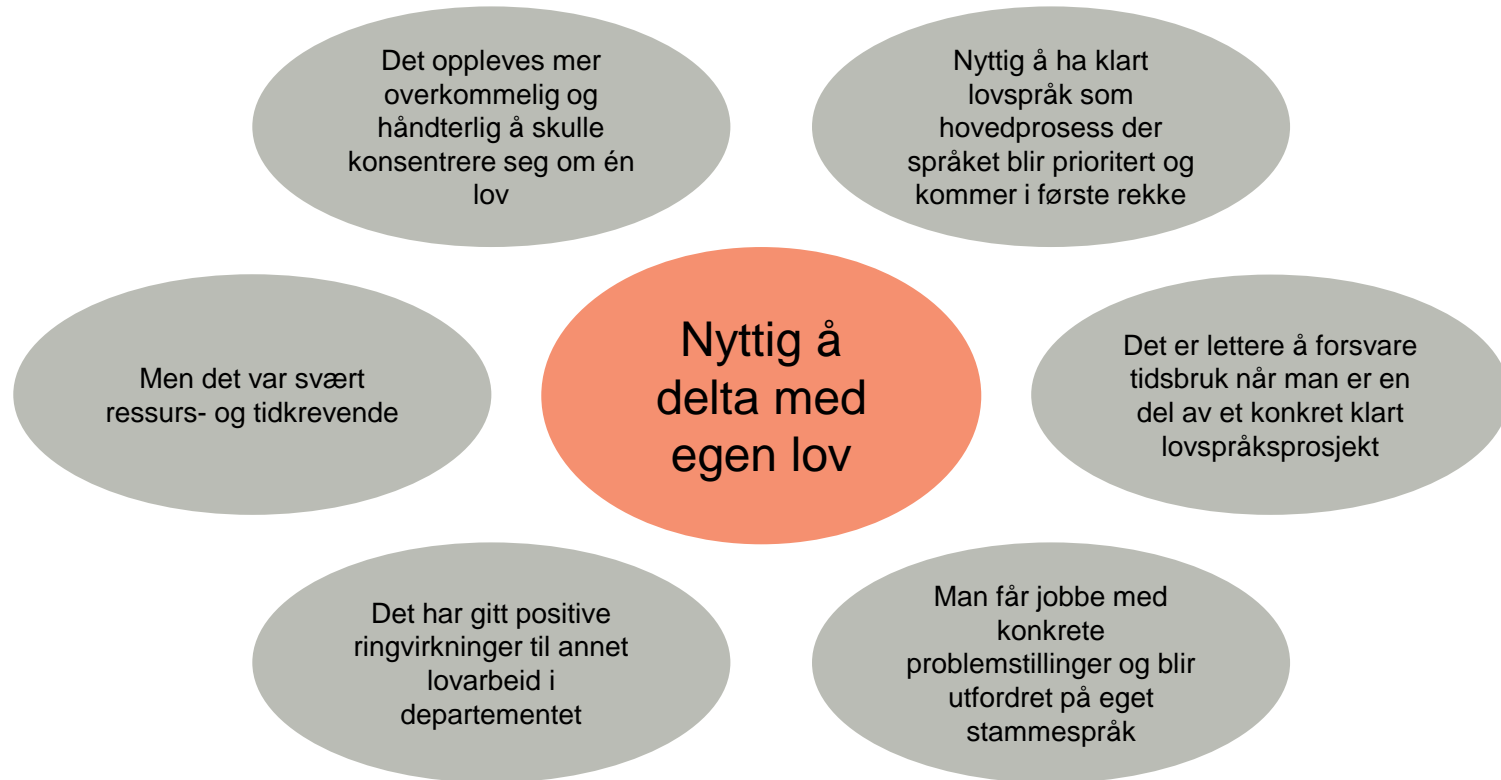 Det oppleves mer
overkommelig og
håndterlig å skulle
konsentrere seg om én
lov
Nyttig å ha klart
lovspråk som
hovedprosess der
språket blir prioritert og
kommer i første rekke
Men det var svært
ressurs- og tidkrevende
Nyttig å
delta med
egen lov
Det er lettere å forsvare
tidsbruk når man er en
del av et konkret klart
lovspråksprosjekt
Det har gitt positive
ringvirkninger til annet
lovarbeid i
departementet
Man får jobbe med
konkrete
problemstillinger og blir
utfordret på eget
stammespråk